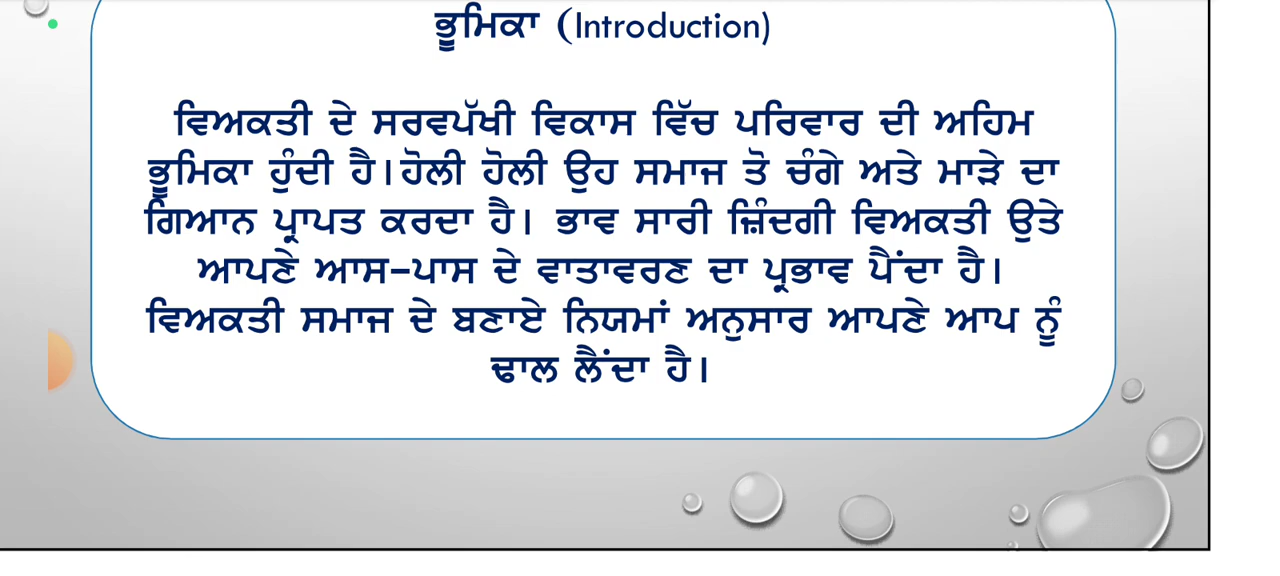 ਭੂਮਿਕਾ (Introduction)
ਵਿਅਕਤੀ ਦੇ ਸਰਵਪੱਖੀ ਵਿਕਾਸ ਵਿੱਚ ਪਰਿਵਾਰ ਦੀ ਅਹਿਮ
ਭੂਮਿਕਾ ਹੁੰਦੀ ਹੈ।ਹੋਲੀ ਹੋਲੀ ਉਹ ਸਮਾਜ ਤੋ ਚੰਗੇ ਅਤੇ ਮਾੜੇ ਦਾ
ਗਿਆਨ ਪ੍ਰਾਪਤ ਕਰਦਾ ਹੈ। ਭਾਵ ਸਾਰੀ ਜ਼ਿੰਦਗੀ ਵਿਅਕਤੀ ਉਤੇ
ਆਪਣੇ ਆਸ-ਪਾਸ ਦੇ ਵਾਤਾਵਰਣ ਦਾ ਪ੍ਰਭਾਵ ਪੈਂਦਾ ਹੈ।
ਵਿਅਕਤੀ ਸਮਾਜ ਦੇ ਬਣਾਏ ਨਿਯਮਾਂ ਅਨੁਸਾਰ ਆਪਣੇ ਆਪ ਨੂੰ
ਢਾਲ ਲੈਂਦਾ ਹੈ।